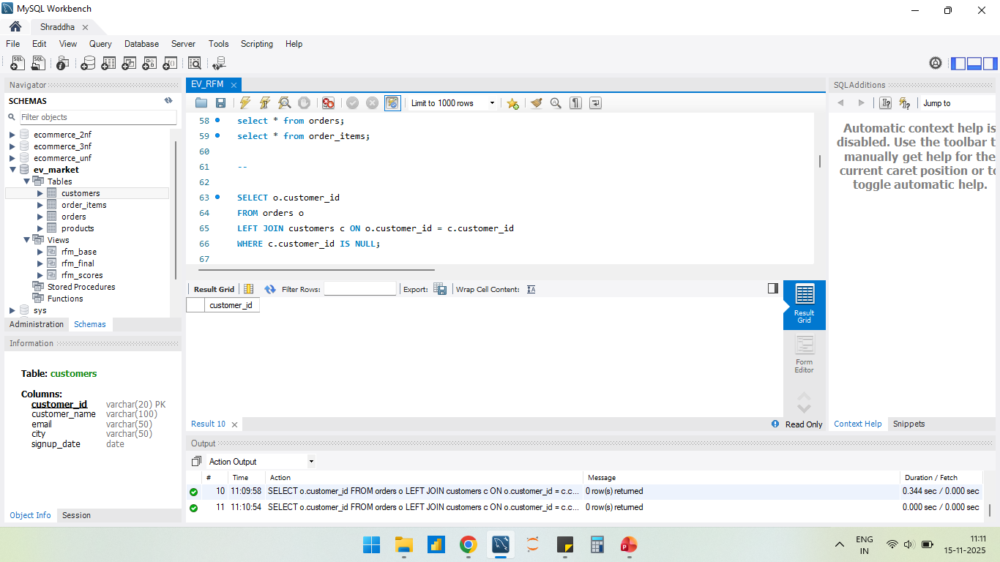 MySQL Workbench
Shraddha
File Edit View Query Database Server Tools Scripting Help
Navigator
SCHEMAS
Filter objects
ecommerce_2nf
ecommerce_3nf
ecommerce_unf
ev_market
Tables
customers
order_items
orders
products
Views
rfm_base
rfm_final
rfm_scores
Stored Procedures
Functions
sys
Administration Schemas
Information
Table: customers
Columns:
customer_id varchar(20) PK
customer_name varchar(100)
email varchar(50)
city varchar(50)
signup_date date
Object Info Session
EV_RFM
Limit to 1000 rows
58 select * from orders;
59 select * from order_items;
60
61 --
62
63 SELECT o.customer_id
64 FROM orders o
65 LEFT JOIN customers c ON o.customer_id = c.customer_id
66 WHERE c.customer_id IS NULL;
67
Result Grid Filter Rows: Export: Wrap Cell Content:
customer_id
Result Grid
Form Editor
Result 10
Read Only
SQLAdditions
Jump to
Automatic context help is
disabled. Use the toolbar t
manually get help for the
current caret position or to
toggle automatic help.
Context Help Snippets
Output
Action Output
# Time Action Message Duration / Fetch
10 11:09:58 SELECT o.customer_id FROM orders o LEFT JOIN customers c ON o.customer_id = c.c... 0 row(s) returned 0.344 sec / 0.000 sec
11 11:10:54 SELECT o.customer_id FROM orders o LEFT JOIN customers c ON o.customer_id = c.c... 0 row(s) returned 0.000 sec / 0.000 sec
ENG
IN
11:11
15-11-2025